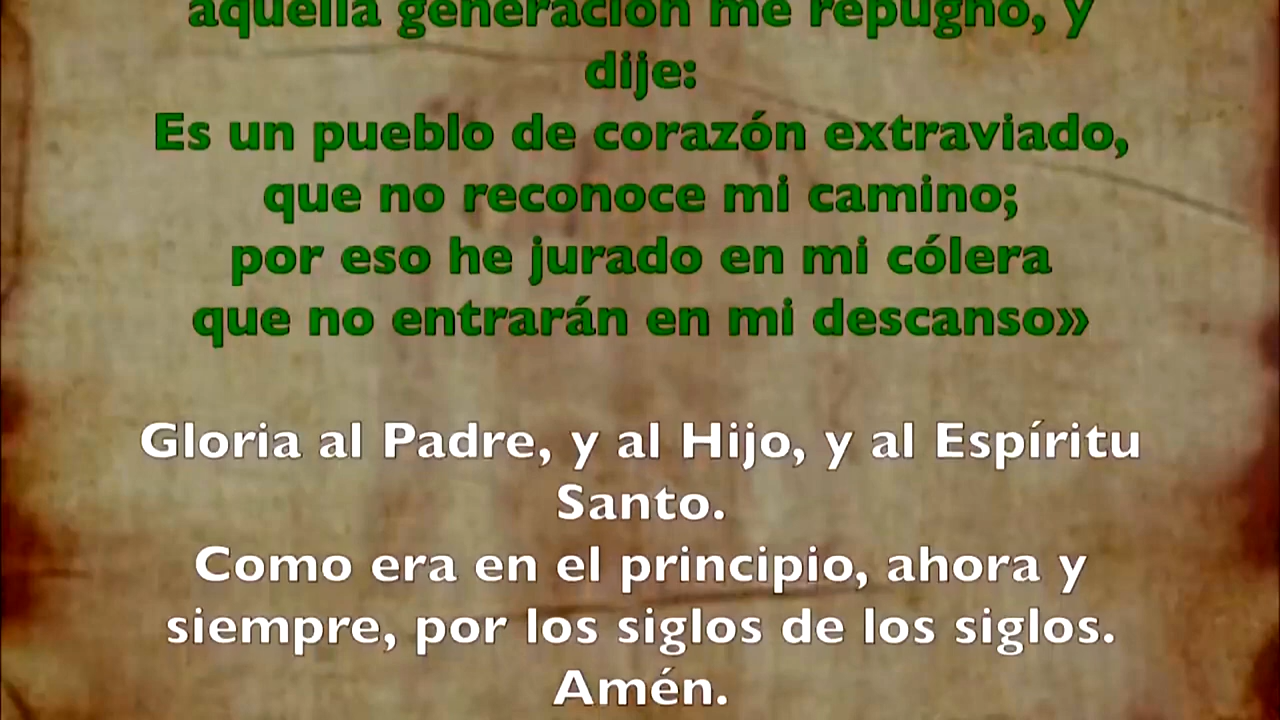 aquella generación me repugnó, y
dije:
Es un pueblo de corazón extraviado,
que no reconoce mi camino;
por eso he jurado en mi cólera
que no entrarán en mi descanso»
Gloria al Padre, y al Hijo, y al Espíritu
Santo.
Como era en el principio, ahora y
siempre, por los siglos de los siglos.
Amén.